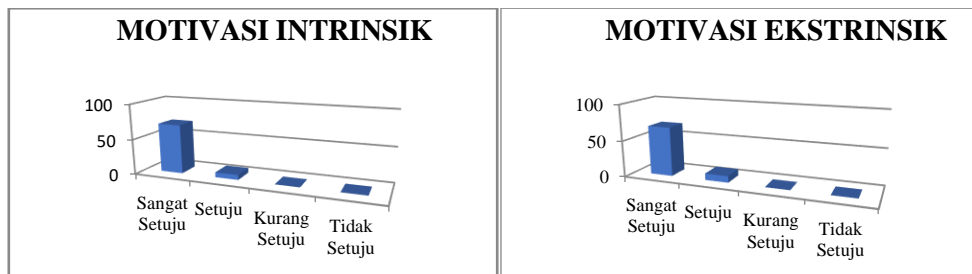 MOTIVASI INTRINSIK
100
50
0
Sangat
Setuju
Setuju
Kurang
Setuju
Tidak
Setuju
MOTIVASI EKSTRINSIK
100
50
0
Sangat
Setuju
Setuju
Kurang
Setuju
Tidak
Setuju